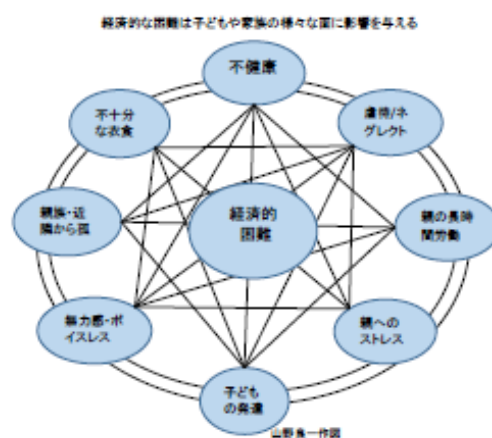 経済的な困難は子どもや家族の様々な面に影響を与える
不健康
不十分
な衣食
虐待/ネ
グレクト
親族・近
隣から孤
経済的
困難
親の長時
間労働
無力感・ボ
イスレス
親への
ストレス
子ども
の発達
山野良一作図